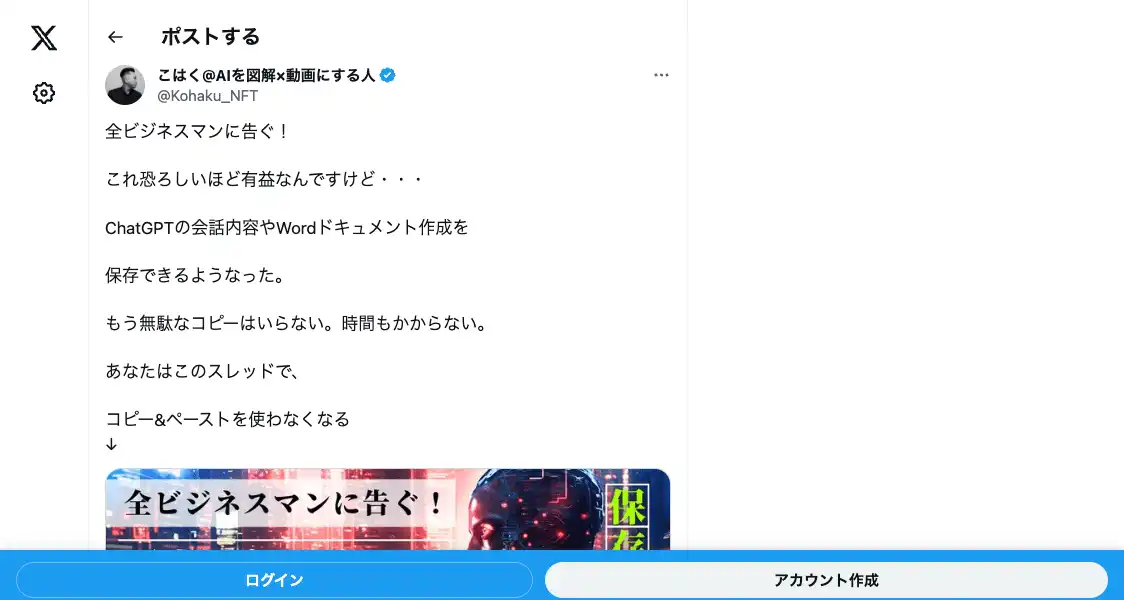 ポストする
こはく@AIを図解×動画にする人
@Kohaku_NFT
全ビジネスマンに告ぐ！
これ恐ろしいほど有益なんですけど・・・
ChatGPTの会話内容やWordドキュメント作成を
保存できるようなった。
もう無駄なコピーはいらない。時間もかからない。
あなたはこのスレッドで、
コピー&ペーストを使わなくなる
↓
全ビジネスマンに告ぐ！
保存
ログイン
アカウント作成